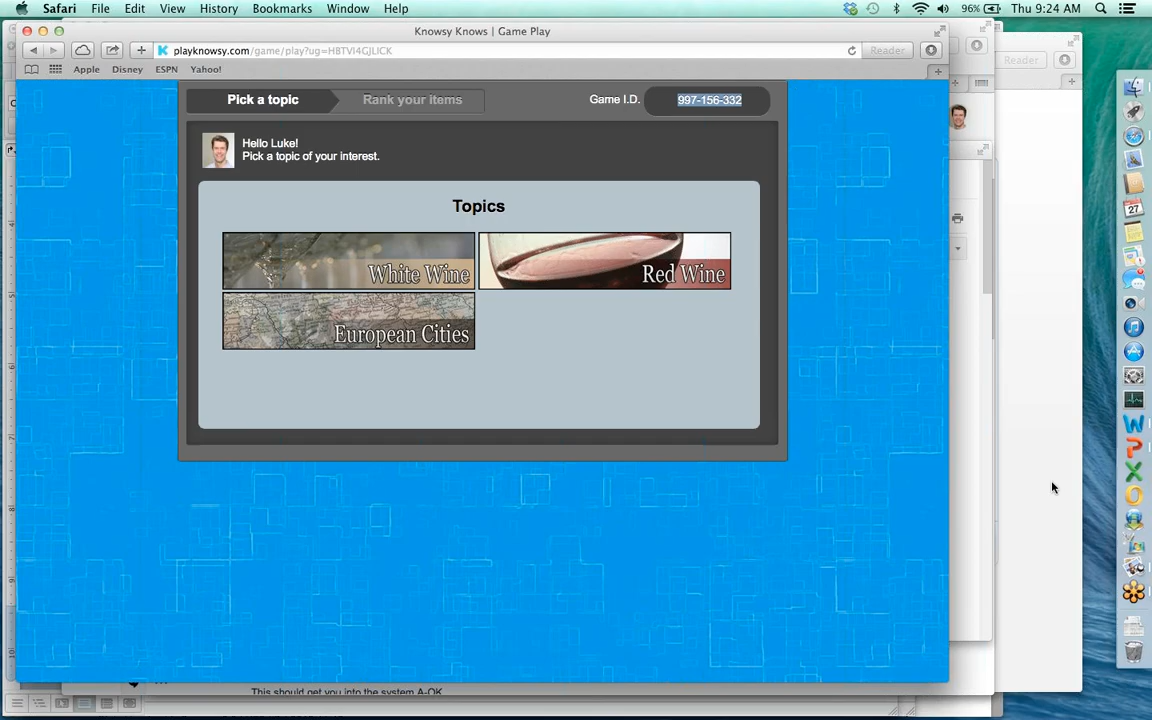 Safari File Edit View History Bookmarks Window Help 96% Thu 9:24 AM
Knowsy Knows | Game Play
playknowsy.com/game/play?ug=HBTVI4GJLICK Reader Reader
Apple Disney ESPN Yahoo!
Pick a topic Rank your items Game I.D. 997-156-332
Hello Luke!
Pick a topic of your interest.
Topics
White Wine Red Wine
European Cities
27
This should get you into the system A-OK